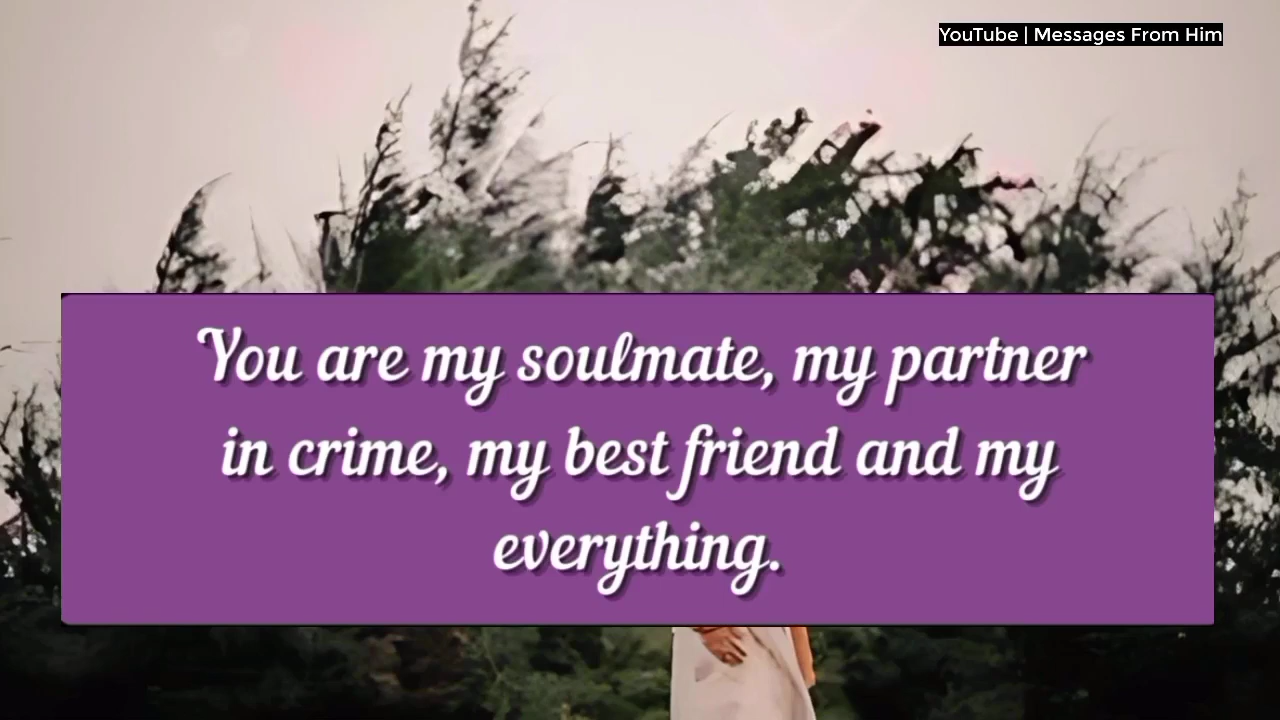 YouTube | Messages From Him
You are my soulmate, my partner
in crime, my best friend and my
everything.